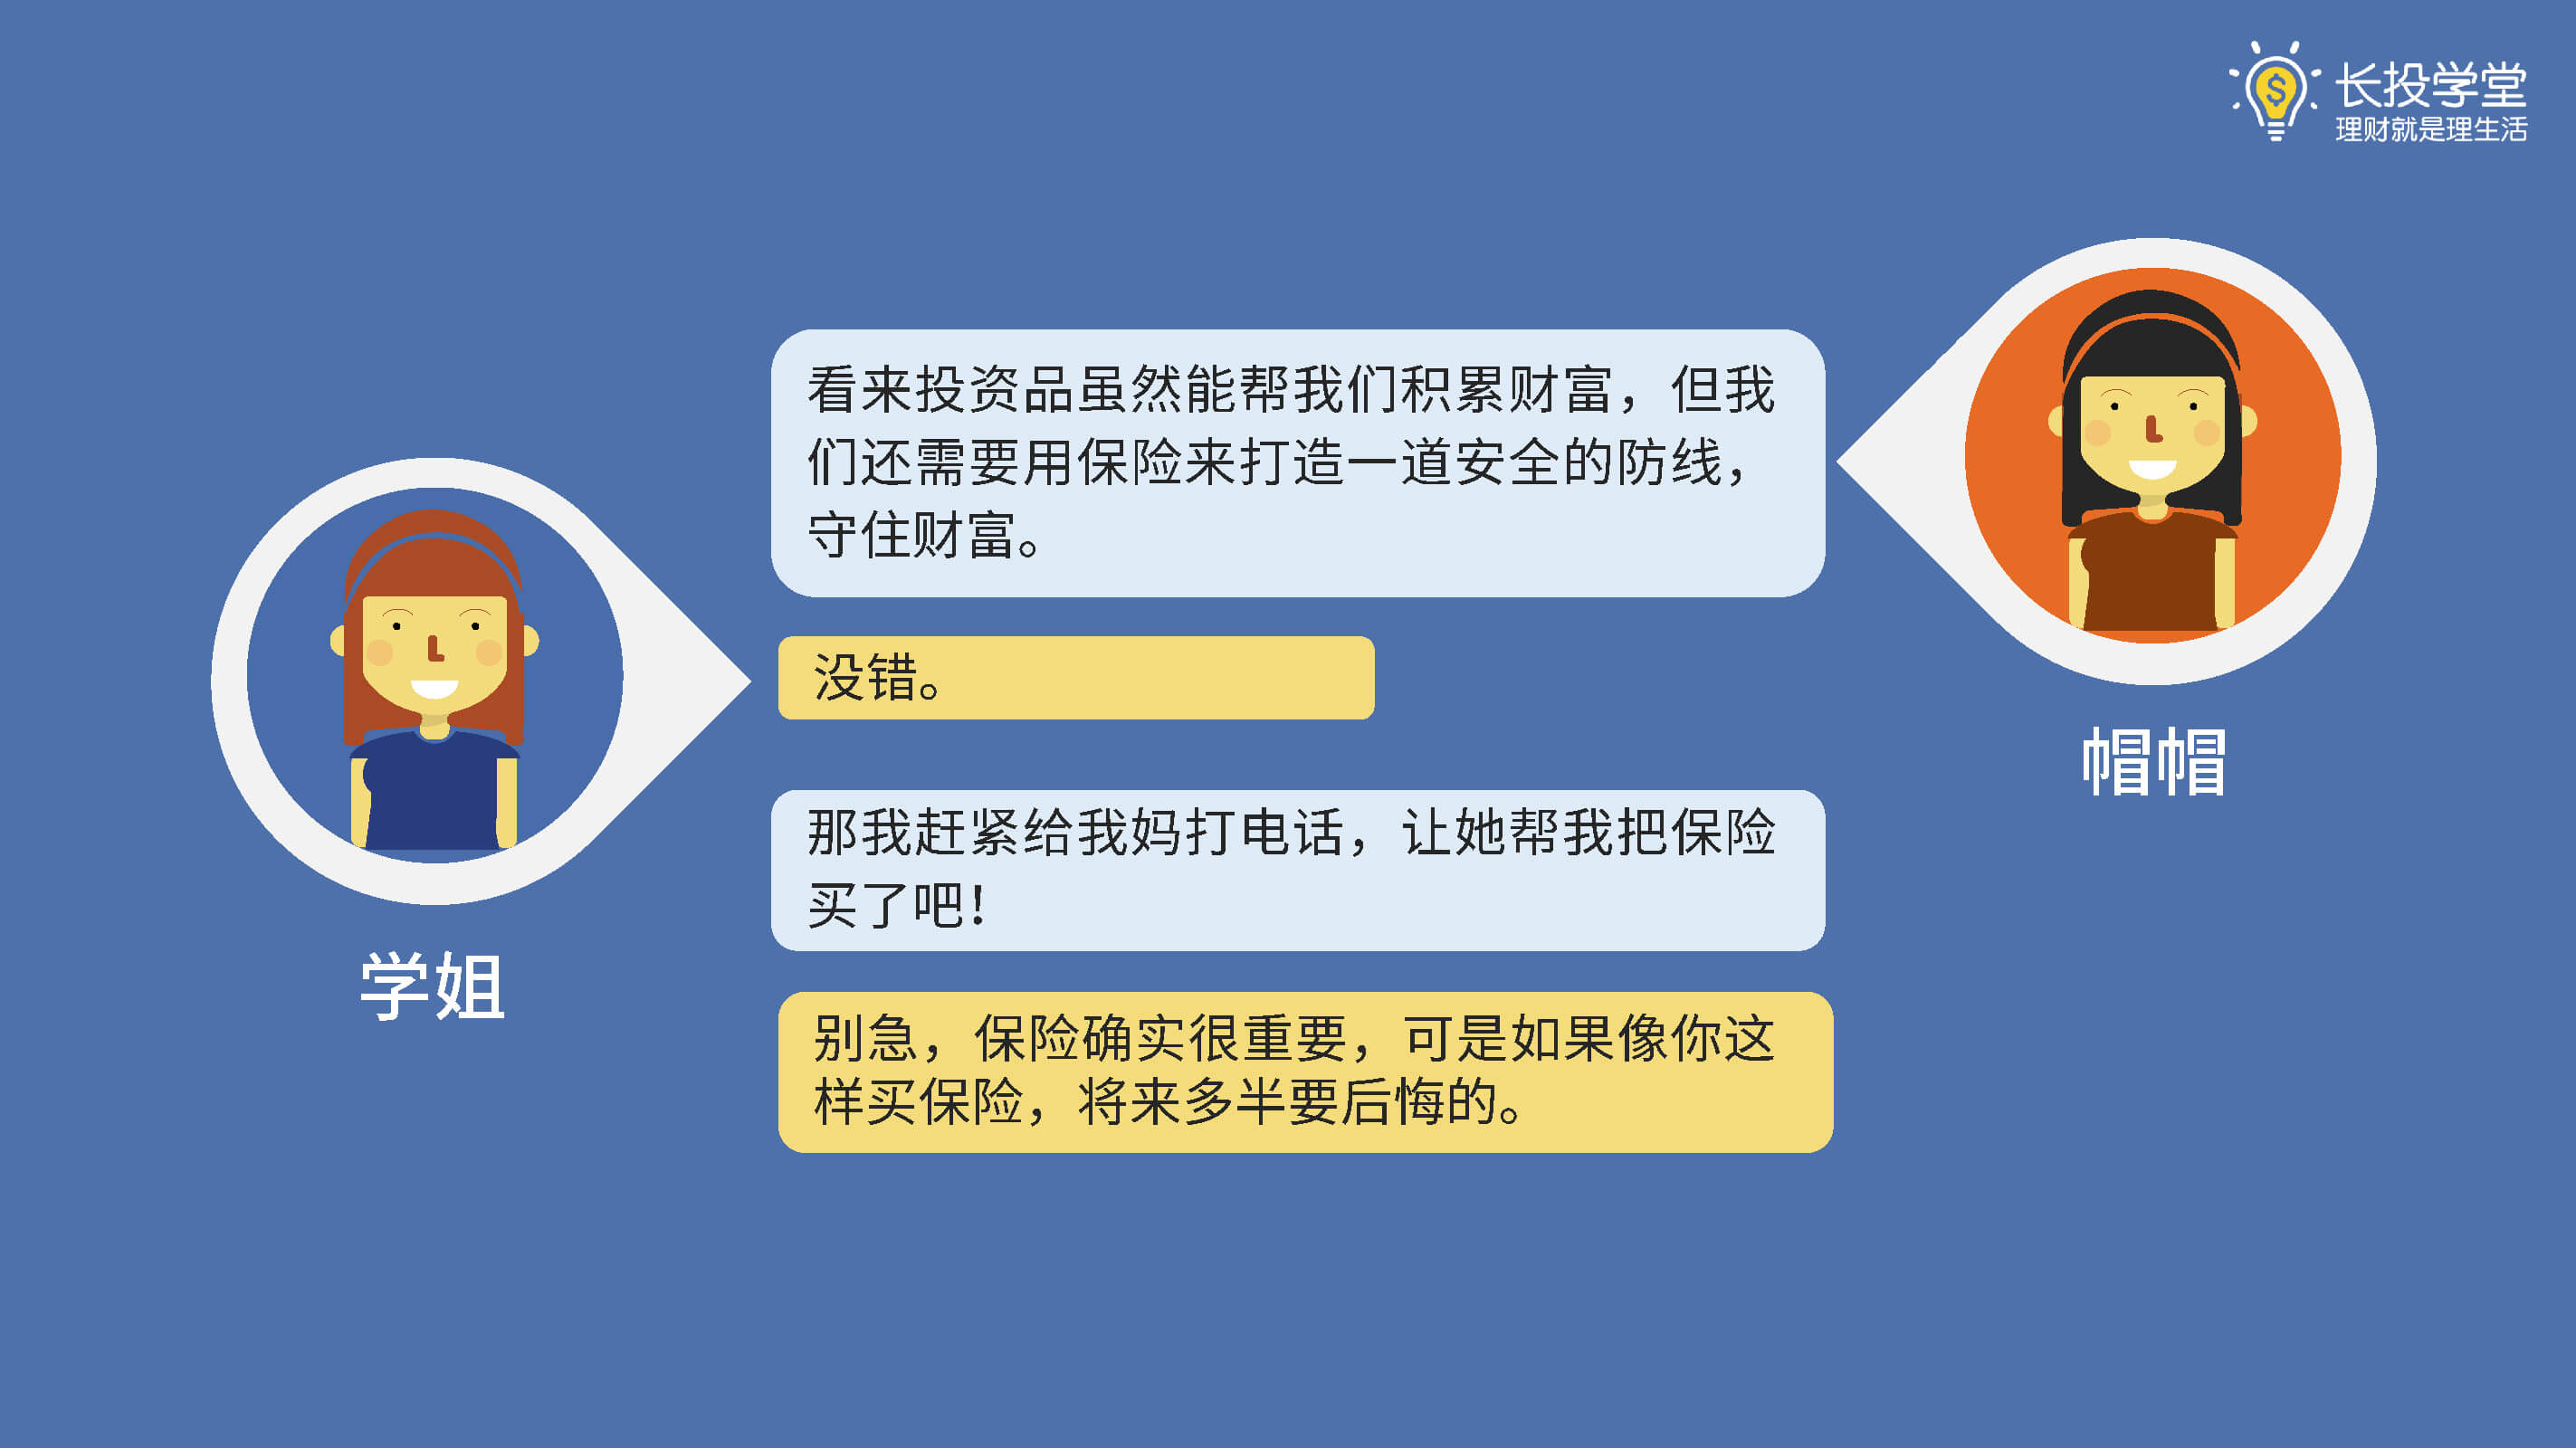 长投学堂
理财就是理生活
看来投资品虽然能帮我们积累财富，但我
们还需要用保险来打造一道安全的防线，
守住财富。
没错。
帽帽
那我赶紧给我妈打电话，让她帮我把保险
买了吧！
学姐
别急，保险确实很重要，可是如果像你这
样买保险，将来多半要后悔的。